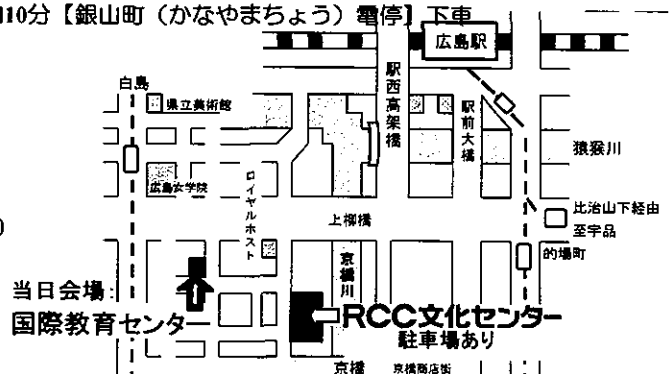 10分【銀山町（かなやまちょう）電停】下車
広島駅
白島
県立美術館
駅西高架橋
駅前大橋
猿猴川
広島女学院
ロイヤルホスト
上柳橋
比治山下経由
至宇品
的場町
京橋川
当日会場:
国際教育センター
RCC文化センター
駐車場あり
京橋
京橋商店街